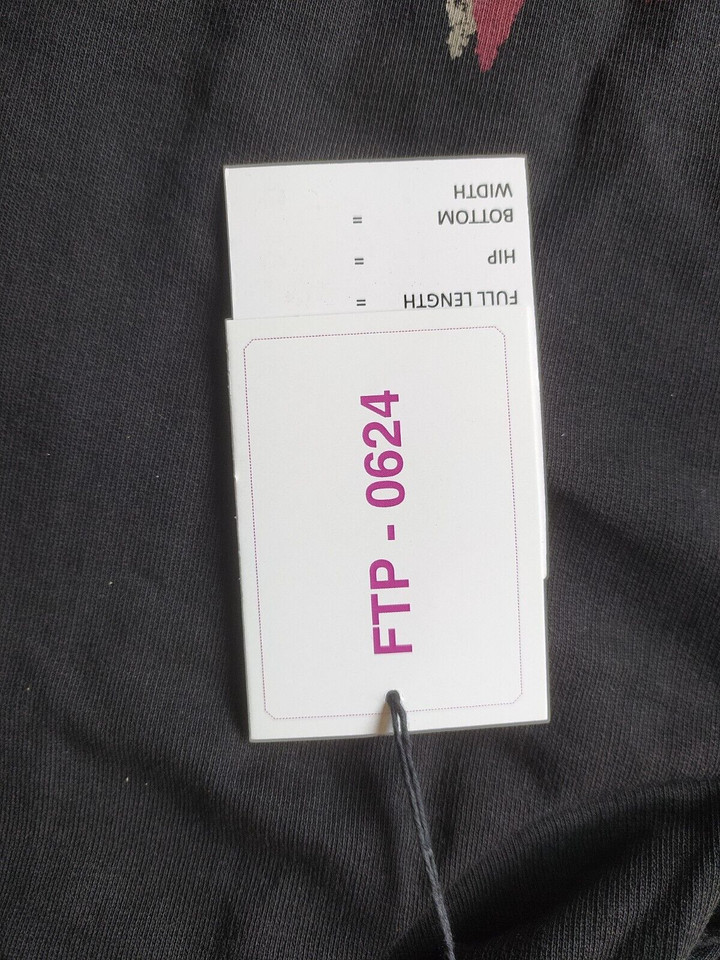 FTP - 0624
FULL LENGTH =
HIP =
BOTTOM =
WIDTH